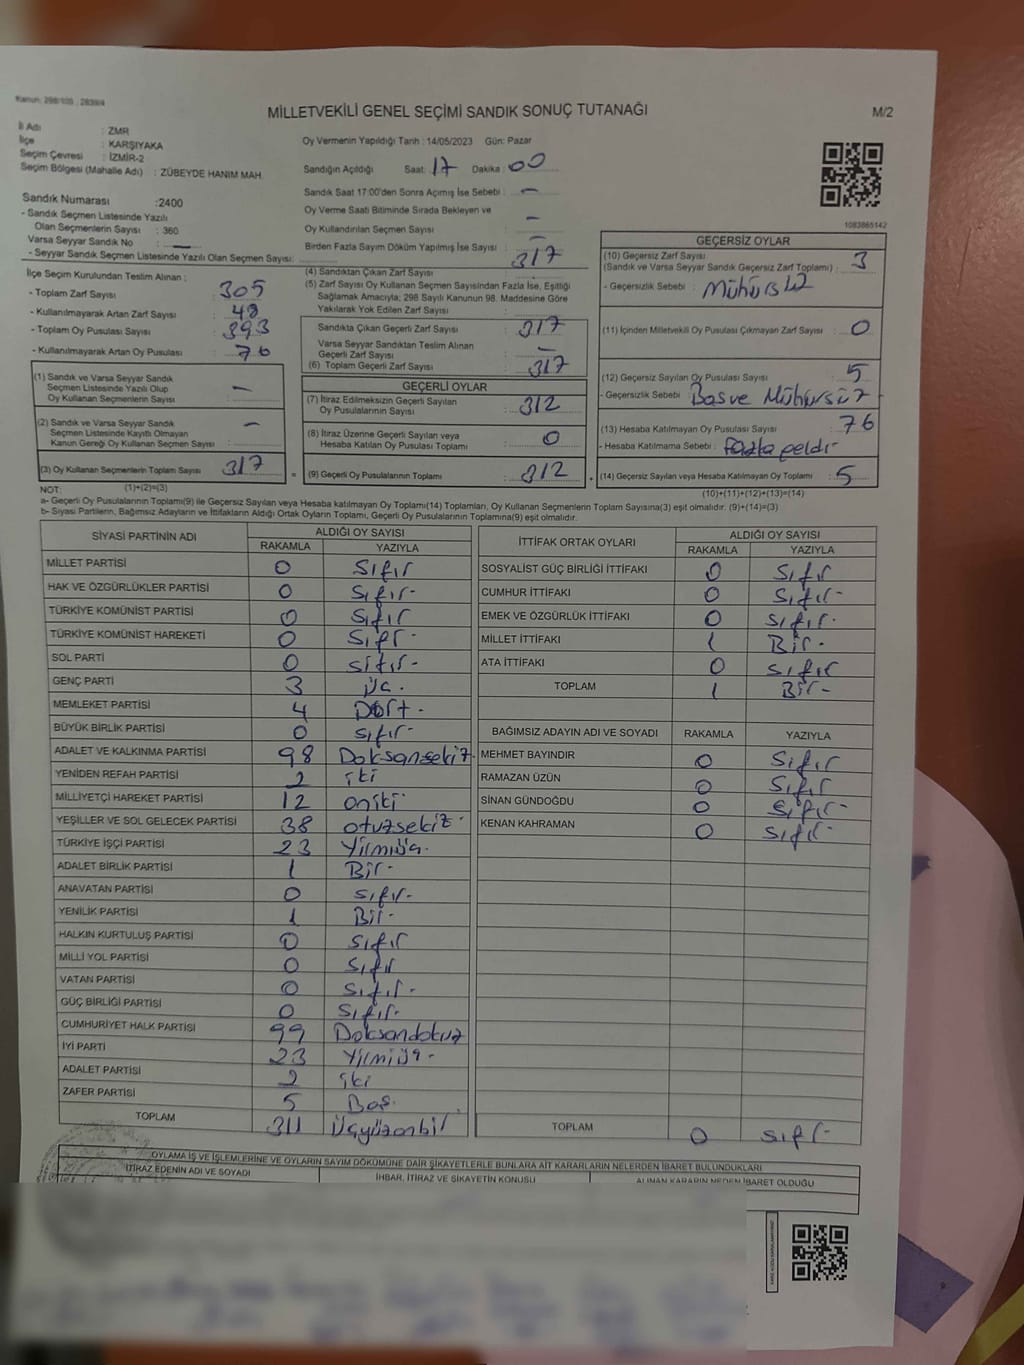 Kanun: 298/105 , 2839/4
MİLLETVEKİLİ GENEL SEÇİMİ SANDIK SONUÇ TUTANAĞI
M/2
İl Adı : ZMR
İlçe : KARŞIYAKA
Seçim Çevresi : İZMİR-2
Seçim Bölgesi (Mahalle Adı) : ZÜBEYDE HANIM MAH.
Sandık Numarası :2400
- Sandık Seçmen Listesinde Yazılı
Olan Seçmenlerin Sayısı : 360
Varsa Seyyar Sandık No : —
- Seyyar Sandık Seçmen Listesinde Yazılı Olan Seçmen Sayısı:
Oy Vermenin Yapıldığı Tarih : 14/05/2023 Gün: Pazar
Sandığın Açıldığı Saat: 17 Dakika : 00
Sandık Saat 17:00'den Sonra Açılmış İse Sebebi : —
Oy Verme Saati Bitiminde Sırada Bekleyen ve
Oy Kullandırılan Seçmen Sayısı : —
Birden Fazla Sayım Döküm Yapılmış İse Sayısı : —
1083865142
İlçe Seçim Kurulundan Teslim Alınan :
- Toplam Zarf Sayısı : 305
- Kullanılmayarak Artan Zarf Sayısı : 48
- Toplam Oy Pusulası Sayısı : 393
- Kullanılmayarak Artan Oy Pusulası : 76
(1) Sandık ve Varsa Seyyar Sandık
Seçmen Listesinde Yazılı Olup
Oy Kullanan Seçmenlerin Sayısı : —
(2) Sandık ve Varsa Seyyar Sandık
Seçmen Listesinde Kayıtlı Olmayan
Kanun Gereği Oy Kullanan Seçmen Sayısı : —
(3) Oy Kullanan Seçmenlerin Toplam Sayısı : 317
(4) Sandıktan Çıkan Zarf Sayısı : 317
(5) Zarf Sayısı Oy Kullanan Seçmen Sayısından Fazla İse, Eşitliği
Sağlamak Amacıyla; 298 Sayılı Kanunun 98. Maddesine Göre
Yakılarak Yok Edilen Zarf Sayısı :
Sandıkta Çıkan Geçerli Zarf Sayısı : 317
Varsa Seyyar Sandıktan Teslim Alınan
Geçerli Zarf Sayısı : —
(6) Toplam Geçerli Zarf Sayısı : 317
GEÇERLİ OYLAR
(7) İtiraz Edilmeksizin Geçerli Sayılan
Oy Pusulalarının Sayısı : 312
(8) İtiraz Üzerine Geçerli Sayılan veya
Hesaba Katılan Oy Pusulası Toplamı : 0
= (9) Geçerli Oy Pusulalarının Toplamı : 312
GEÇERSİZ OYLAR
(10) Geçersiz Zarf Sayısı
(Sandık ve Varsa Seyyar Sandık Geçersiz Zarf Toplamı) : 3
- Geçersizlik Sebebi : Mühürsüz
(11) İçinden Milletvekili Oy Pusulası Çıkmayan Zarf Sayısı : 0
(12) Geçersiz Sayılan Oy Pusulası Sayısı : 5
- Geçersizlik Sebebi : Boş ve Mühürsüz
(13) Hesaba Katılmayan Oy Pusulası Sayısı : 76
- Hesaba Katılmama Sebebi : fazla geldi
(14) Geçersiz Sayılan veya Hesaba Katılmayan Oy Toplamı : 5
NOT: (1)+(2)=(3)
(10)+(11)+(12)+(13)=(14)
a- Geçerli Oy Pusulalarının Toplamı(9) ile Geçersiz Sayılan veya Hesaba katılmayan Oy Toplamı(14) Toplamları, Oy Kullanan Seçmenlerin Toplam Sayısına(3) eşit olmalıdır. (9)+(14)=(3)
b- Siyasi Partilerin, Bağımsız Adayların ve İttifakların Aldığı Ortak Oyların Toplamı, Geçerli Oy Pusulalarının Toplamına(9) eşit olmalıdır.
SİYASİ PARTİNİN ADI ALDIĞI OY SAYISI
RAKAMLA YAZIYLA
MİLLET PARTİSİ 0 Sıfır
HAK VE ÖZGÜRLÜKLER PARTİSİ 0 Sıfır-
TÜRKİYE KOMÜNİST PARTİSİ 0 Sıfır
TÜRKİYE KOMÜNİST HAREKETİ 0 Sıfr-
SOL PARTİ 0 sıfır-
GENÇ PARTİ 3 Üç.
MEMLEKET PARTİSİ 4 Dört-
BÜYÜK BİRLİK PARTİSİ 0 sıfır-
ADALET VE KALKINMA PARTİSİ 98 Doksansekiz
YENİDEN REFAH PARTİSİ 2 iki
MİLLİYETÇİ HAREKET PARTİSİ 12 oniki
YEŞİLLER VE SOL GELECEK PARTİSİ 38 otuzsekiz-
TÜRKİYE İŞÇİ PARTİSİ 23 Yirmiüç.
ADALET BİRLİK PARTİSİ 1 Bir-
ANAVATAN PARTİSİ 0 sıfır-
YENİLİK PARTİSİ 1 Bir-
HALKIN KURTULUŞ PARTİSİ 0 Sıfır
MİLLİ YOL PARTİSİ 0 Sıfır
VATAN PARTİSİ 0 Sıfır-
GÜÇ BİRLİĞİ PARTİSİ 0 Sıfır-
CUMHURİYET HALK PARTİSİ 99 Doksandokuz
İYİ PARTİ 23 Yirmiüç-
ADALET PARTİSİ 2 iki
ZAFER PARTİSİ 5 Beş.
TOPLAM 311 Üçyüzonbir
İTTİFAK ORTAK OYLARI ALDIĞI OY SAYISI
RAKAMLA YAZIYLA
SOSYALİST GÜÇ BİRLİĞİ İTTİFAKI 0 Sıfır
CUMHUR İTTİFAKI 0 Sıfır-
EMEK VE ÖZGÜRLÜK İTTİFAKI 0 Sıfır.
MİLLET İTTİFAKI 1 Bir-
ATA İTTİFAKI 0 Sıfır
TOPLAM 1 Bir-
BAĞIMSIZ ADAYIN ADI VE SOYADI RAKAMLA YAZIYLA
MEHMET BAYINDIR 0 Sıfır
RAMAZAN ÜZÜN 0 Sıfır
SİNAN GÜNDOĞDU 0 Sıfır-
KENAN KAHRAMAN 0 Sıfır-
TOPLAM 0 sıfr-
OYLAMA İŞ VE İŞLEMLERİNE VE OYLARIN SAYIM DÖKÜMÜNE DAİR ŞİKAYETLERLE BUNLARA AİT KARARLARIN NELERDEN İBARET BULUNDUKLARI
İTİRAZ EDENİN ADI VE SOYADI İHBAR, İTİRAZ VE ŞİKAYETİN KONUSU ALINAN KARARIN NEDEN İBARET OLDUĞU